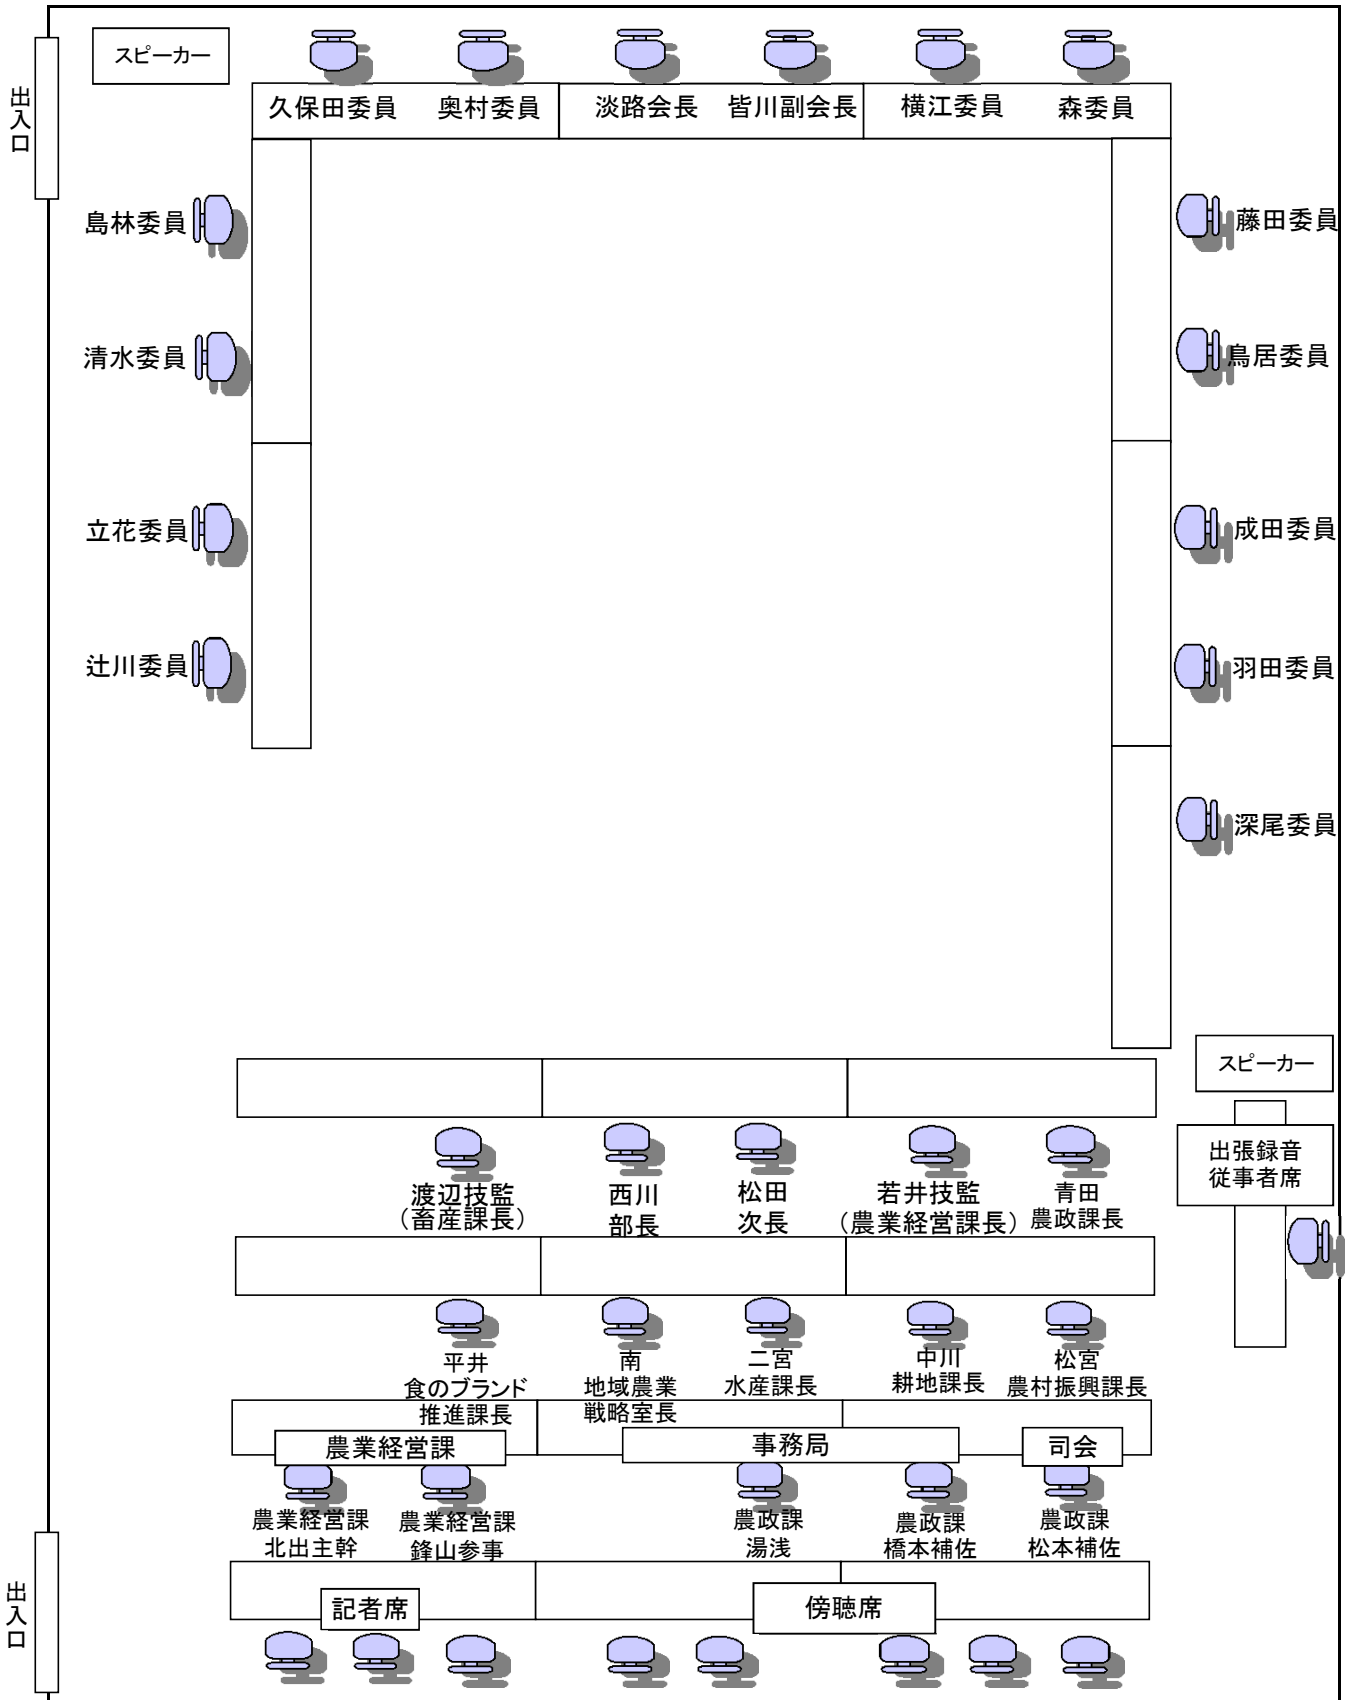 スピーカー
出入口
久保田委員
奥村委員
淡路会長
皆川副会長
横江委員
森委員
島林委員
藤田委員
清水委員
鳥居委員
立花委員
成田委員
辻川委員
羽田委員
深尾委員
スピーカー
出張録音
従事者席
渡辺技監
（畜産課長）
西川
部長
松田
次長
若井技監
（農業経営課長）
青田
農政課長
平井
食のブランド
推進課長
南
地域農業
戦略室長
二宮
水産課長
中川
耕地課長
松宮
農村振興課長
農業経営課
事務局
司会
農業経営課
北出主幹
農業経営課
鋒山参事
農政課
湯浅
農政課
橋本補佐
農政課
松本補佐
出入口
記者席
傍聴席